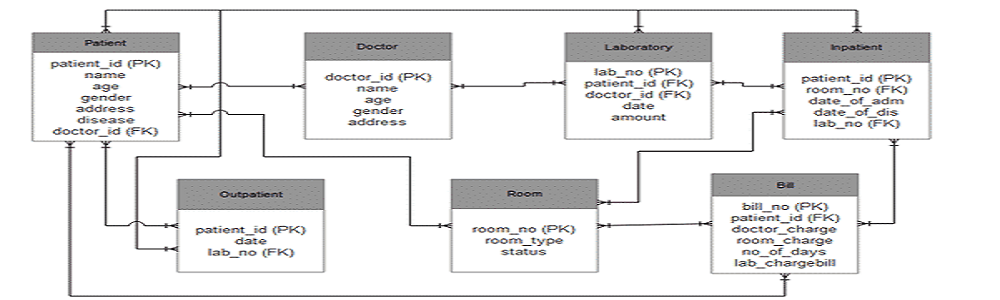 Patient
patient_id (PK)
name
age
gender
address
disease
doctor_id (FK)
Doctor
doctor_id (PK)
name
age
gender
address
Laboratory
lab_no (PK)
patient_id (FK)
doctor_id (FK)
date
amount
Inpatient
patient_id (PK)
room_no (FK)
date_of_adm
date_of_dis
lab_no (FK)
Outpatient
patient_id (PK)
date
lab_no (FK)
Room
room_no (PK)
room_type
status
Bill
bill_no (PK)
patient_id (FK)
doctor_charge
room_charge
no_of_days
lab_chargebill